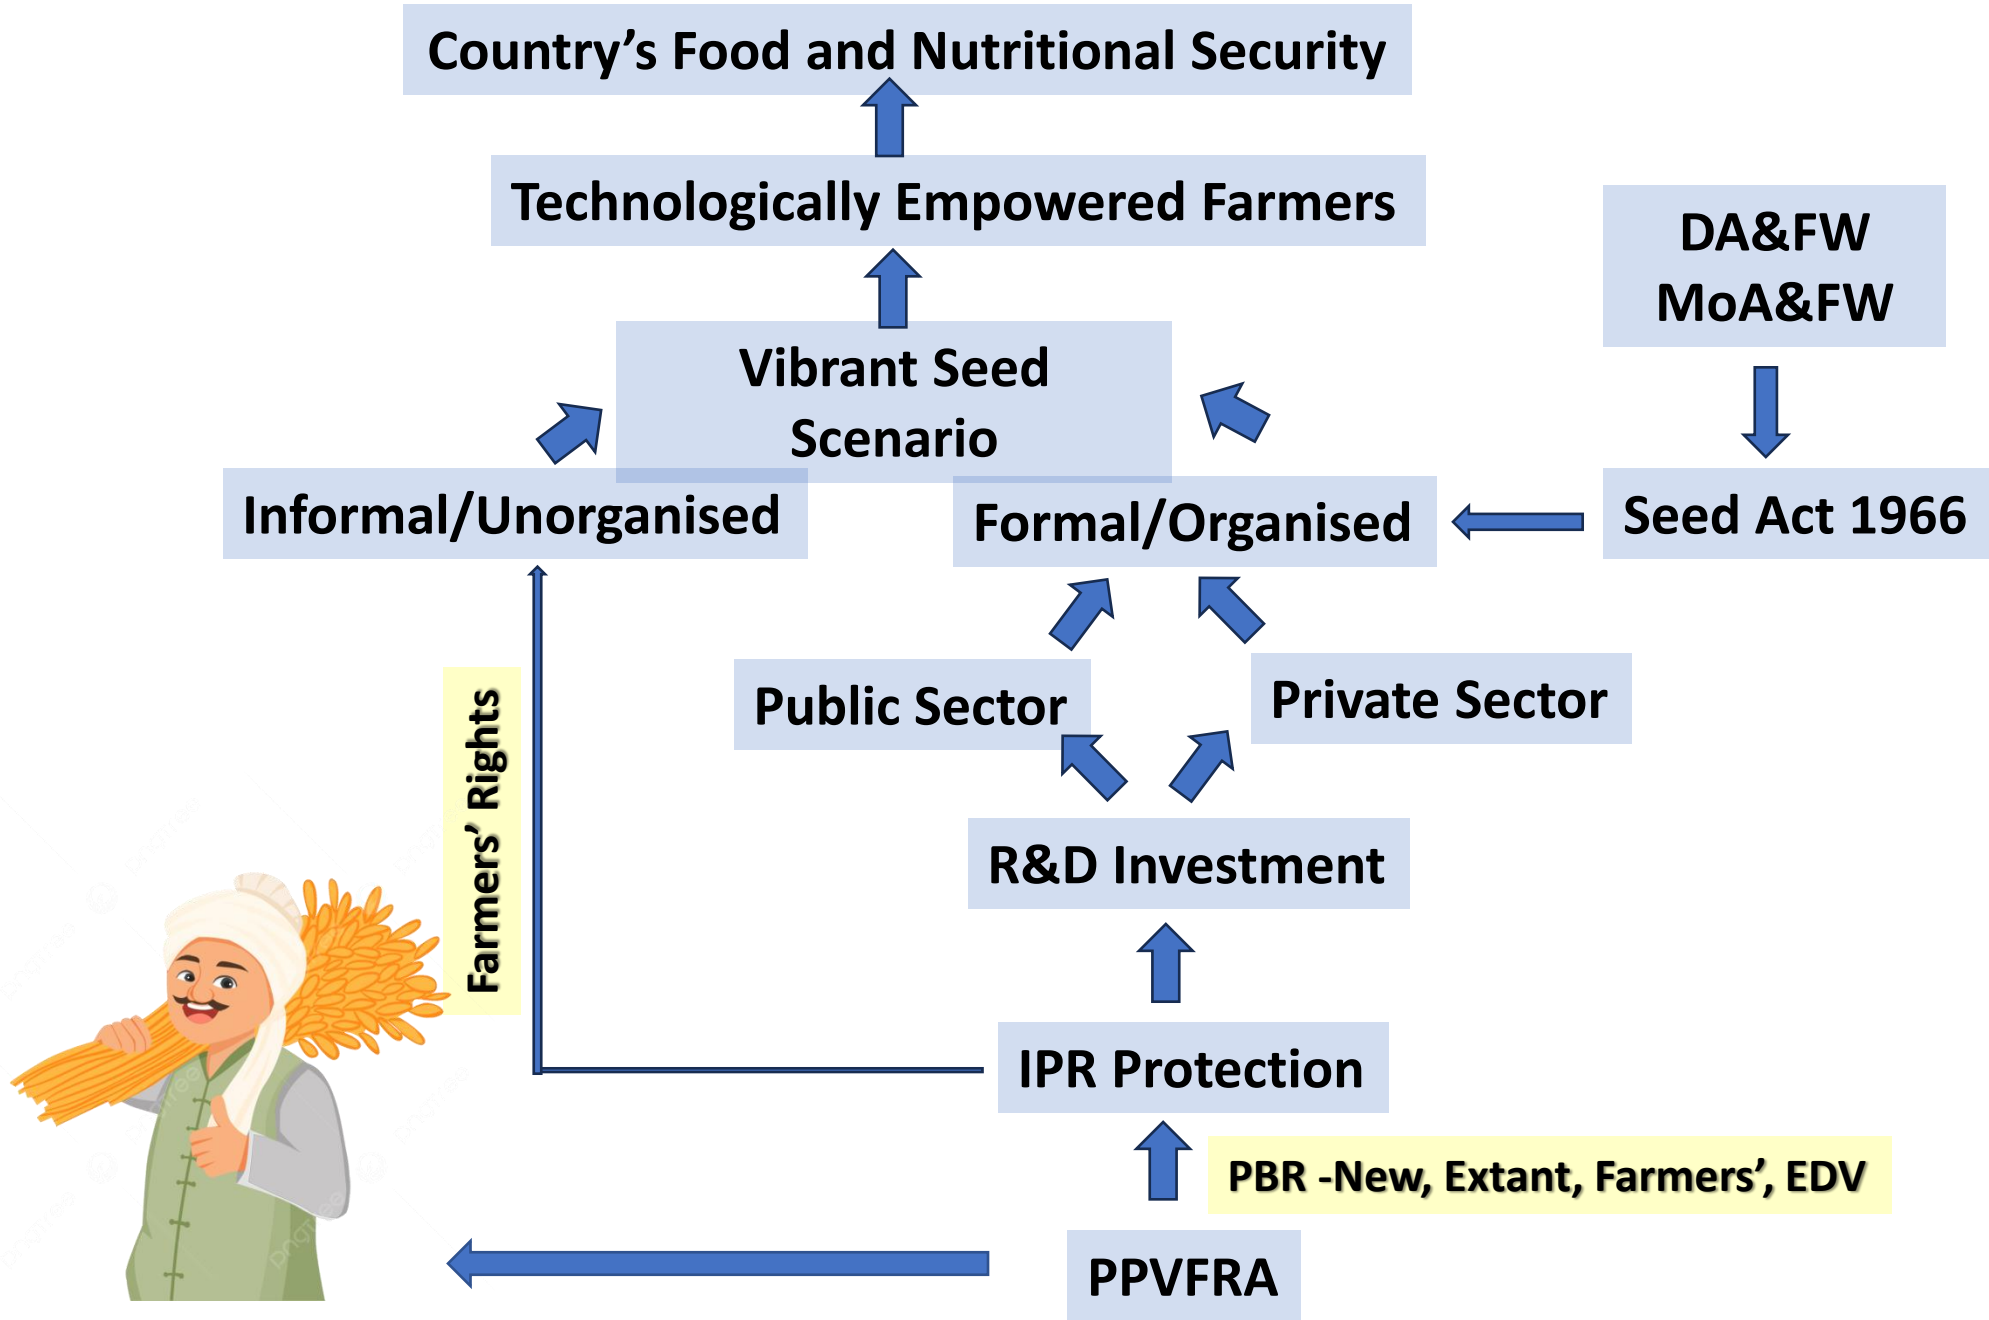 Country’s Food and Nutritional Security
Technologically Empowered Farmers
DA&FW
MoA&FW
Vibrant Seed
Scenario
Informal/Unorganised
Formal/Organised
Seed Act 1966
Public Sector
Private Sector
Farmers’ Rights
R&D Investment
IPR Protection
PBR -New, Extant, Farmers’, EDV
PPVFRA